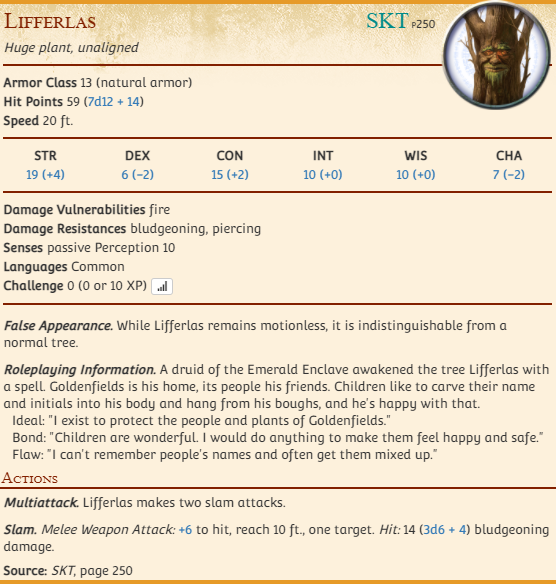 Lifferlas SKT p250
Huge plant, unaligned
Armor Class 13 (natural armor)
Hit Points 59 (7d12 + 14)
Speed 20 ft.
STR DEX CON INT WIS CHA
19 (+4) 6 (−2) 15 (+2) 10 (+0) 10 (+0) 7 (−2)
Damage Vulnerabilities fire
Damage Resistances bludgeoning, piercing
Senses passive Perception 10
Languages Common
Challenge 0 (0 or 10 XP)
False Appearance. While Lifferlas remains motionless, it is indistinguishable from a
normal tree.
Roleplaying Information. A druid of the Emerald Enclave awakened the tree Lifferlas with
a spell. Goldenfields is his home, its people his friends. Children like to carve their name
and initials into his body and hang from his boughs, and he's happy with that.
Ideal: "I exist to protect the people and plants of Goldenfields."
Bond: "Children are wonderful. I would do anything to make them feel happy and safe."
Flaw: "I can't remember people's names and often get them mixed up."
Actions
Multiattack. Lifferlas makes two slam attacks.
Slam. Melee Weapon Attack: +6 to hit, reach 10 ft., one target. Hit: 14 (3d6 + 4) bludgeoning
damage.
Source: SKT, page 250